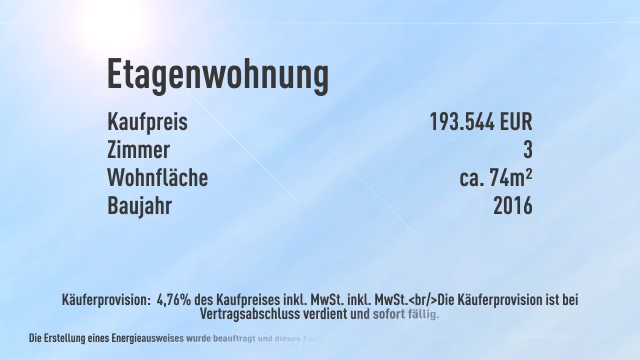 Etagenwohnung
Kaufpreis 193.544 EUR
Zimmer 3
Wohnfläche ca. 74m²
Baujahr 2016
Käuferprovision: 4,76% des Kaufpreises inkl. MwSt. inkl. MwSt.<br/>Die Käuferprovision ist bei
Vertragsabschluss verdient und sofort fällig.
Die Erstellung eines Energieausweises wurde beauftragt und dieses